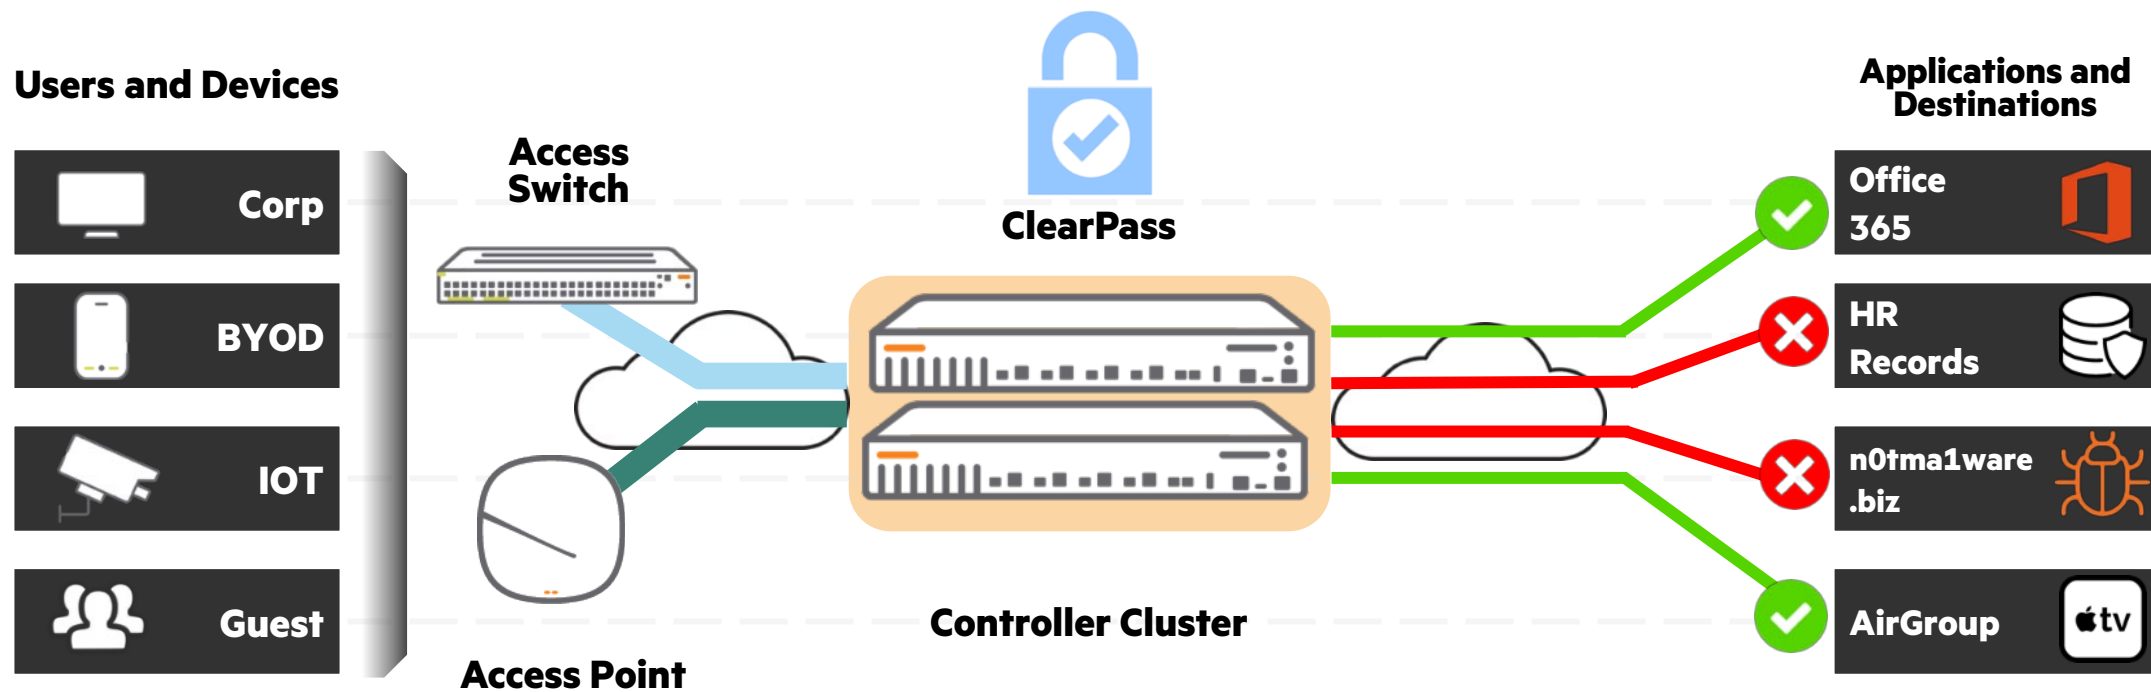 Users and Devices
Corp
BYOD
IOT
Guest
Access
Switch
Access Point
ClearPass
Controller Cluster
Applications and
Destinations
Office
365
HR
Records
n0tma1ware
.biz
AirGroup
tv